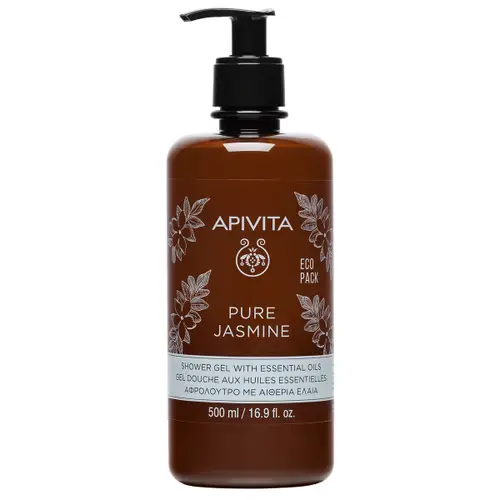 APIVITA
ECO
PACK
PURE
JASMINE
SHOWER GEL WITH ESSENTIAL OILS
GEL DOUCHE AUX HUILES ESSENTIELLES
ΑΦΡΟΛΟΥΤΡΟ ΜΕ ΑΙΘΕΡΙΑ ΕΛΑΙΑ
500 ml / 16.9 fl. oz.